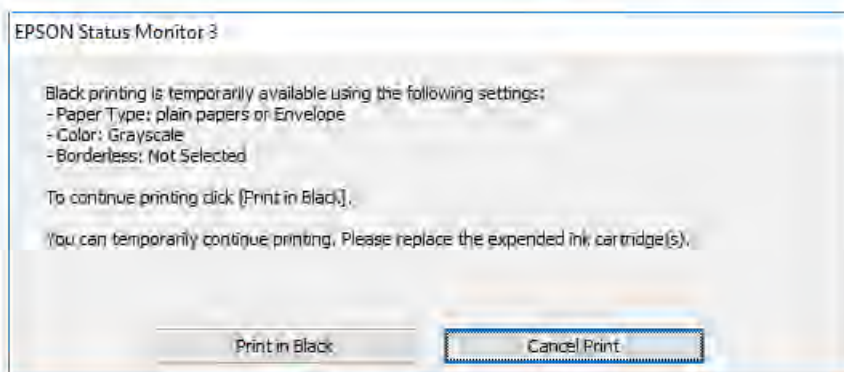 EPSON Status Monitor 3
Black printing is temporarily available using the following settings:
- Paper Type: plain papers or Envelope
- Color: Grayscale
- Borderless: Not Selected
To continue printing click [Print in Black].
You can temporarily continue printing. Please replace the expended ink cartridge(s).
Print in Black
Cancel Print